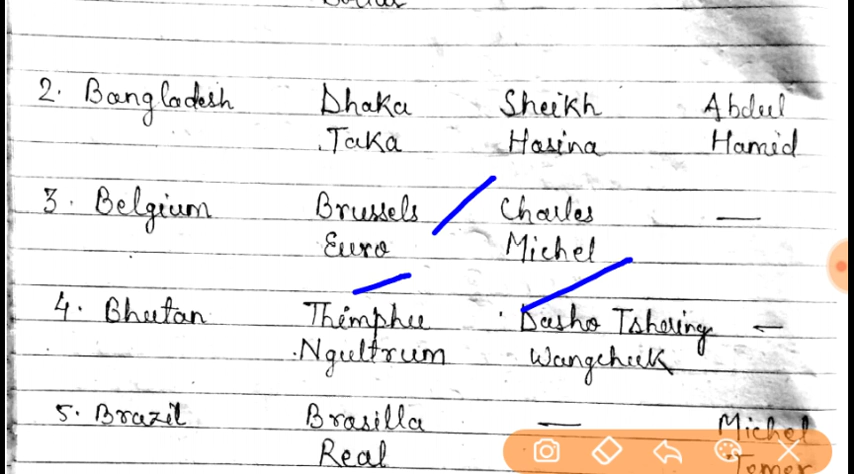 2. Bangladesh Dhaka Sheikh Abdul
Taka Hasina Hamid
3. Belgium Brussels Charles —
Euro Michel
4. Bhutan Thimphu Dasho Tshering —
Ngultrum Wangchuk
5. Brazil Brasilla — Michel
Real Temer